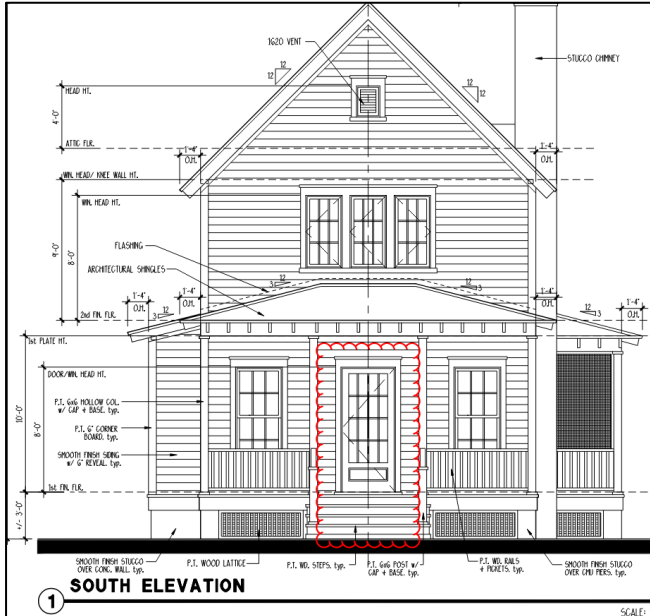 1620 VENT
STUCCO CHIMNEY
12
12
12
12
HEAD HT.
4'-0"
ATTIC FLR.
1'-4"
O.H.
1'-4"
O.H.
WIN. HEAD/ KNEE WALL HT.
WIN. HEAD HT.
9'-0"
8'-0"
FLASHING
ARCHITECTURAL SHINGLES
12
3
12
3
1'-4"
O.H.
1'-4"
O.H.
1'-4"
O.H.
1'-4"
O.H.
12
3
12
3
2nd FIN. FLR.
1st PLATE HT.
DOOR/WIN. HEAD HT.
10'-0"
8'-0"
P.T. 6x6 HOLLOW COL.
w/ CAP + BASE. typ.
P.T. 6" CORNER
BOARD. typ.
SMOOTH FINISH SIDING
w/ 6" REVEAL. typ.
1st. FIN. FLR.
+/- 3'-0"
SMOOTH FINISH STUCCO
OVER CONC. WALL. typ.
P.T. WOOD LATTICE
P.T. WD. STEPS. typ.
P.T. 6x6 POST w/
CAP + BASE. typ.
P.T. WD. RAILS
+ PICKETS. typ.
SMOOTH FINISH STUCCO
OVER CMU PIERS. typ.
1 SOUTH ELEVATION
SCALE: